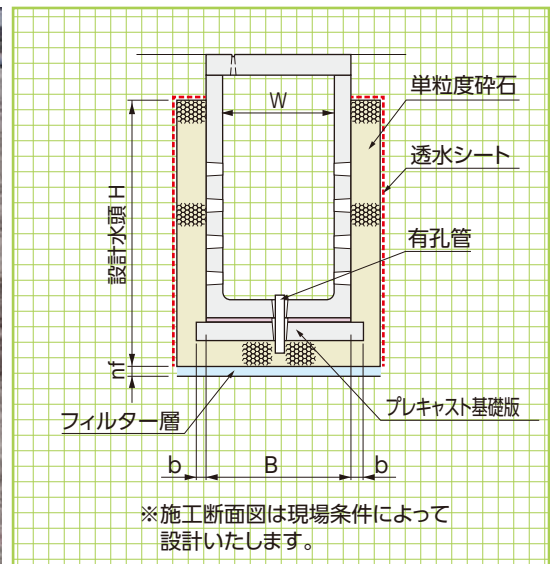 W
単粒度砕石
透水シート
設計水頭 H
有孔管
nf
フィルター層
プレキャスト基礎版
b
B
b
※施工断面図は現場条件によって
設計いたします。